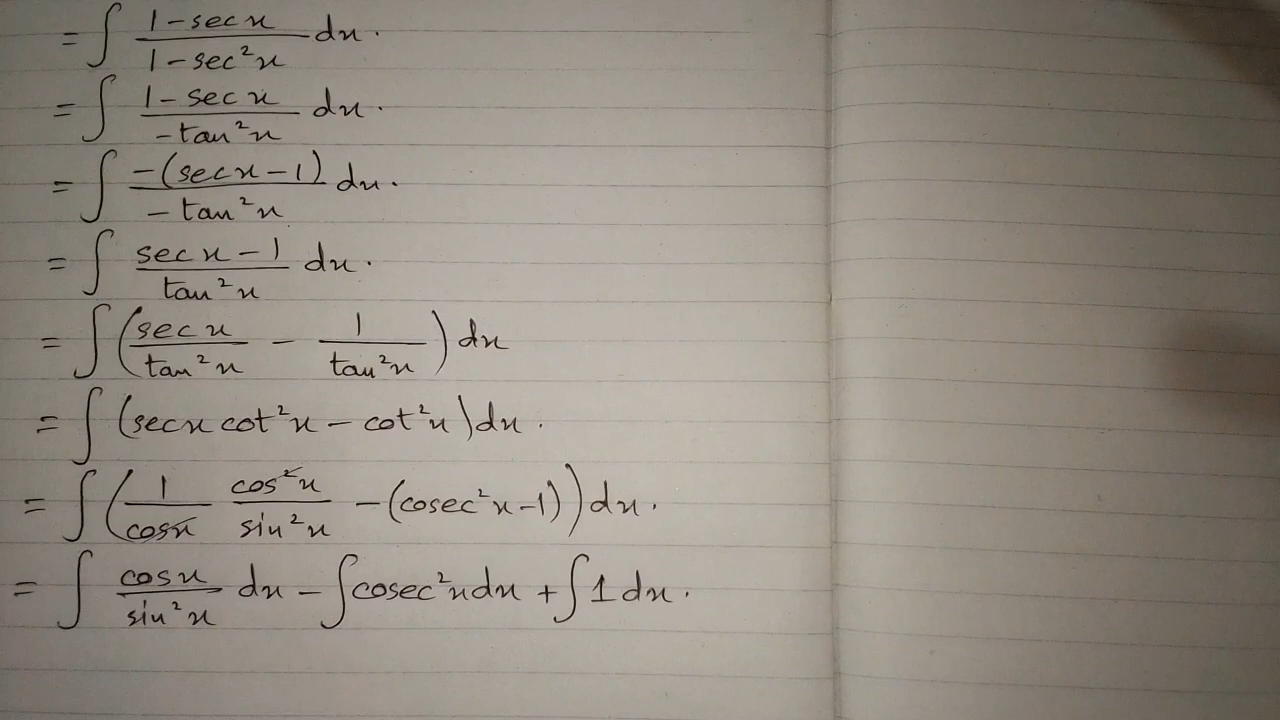 = ∫ (1 - sec x)/(1 - sec²x) dx.
= ∫ (1 - sec x)/(-tan²x) dx.
= ∫ (-(sec x - 1))/(-tan²x) dx.
= ∫ (sec x - 1)/(tan²x) dx.
= ∫ ((sec x)/(tan²x) - 1/(tan²x)) dx
= ∫ (sec x cot²x - cot²x) dx.
= ∫ ((1/cos x) (cos²x/sin²x) - (cosec²x - 1)) dx.
= ∫ (cos x)/(sin²x) dx - ∫ cosec²x dx + ∫ 1 dx.